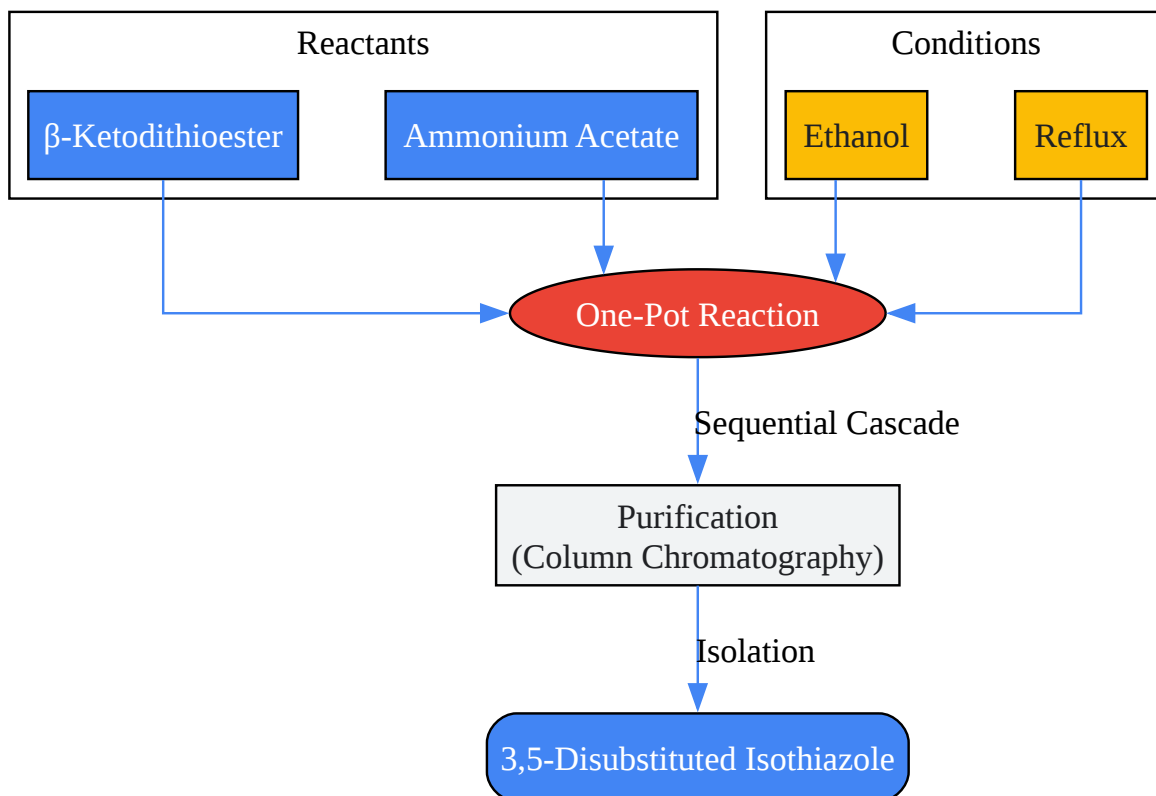 Reactants
Conditions
β-Ketodithioester
Ammonium Acetate
Ethanol
Reflux
One-Pot Reaction
Sequential Cascade
Purification
(Column Chromatography)
Isolation
3,5-Disubstituted Isothiazole